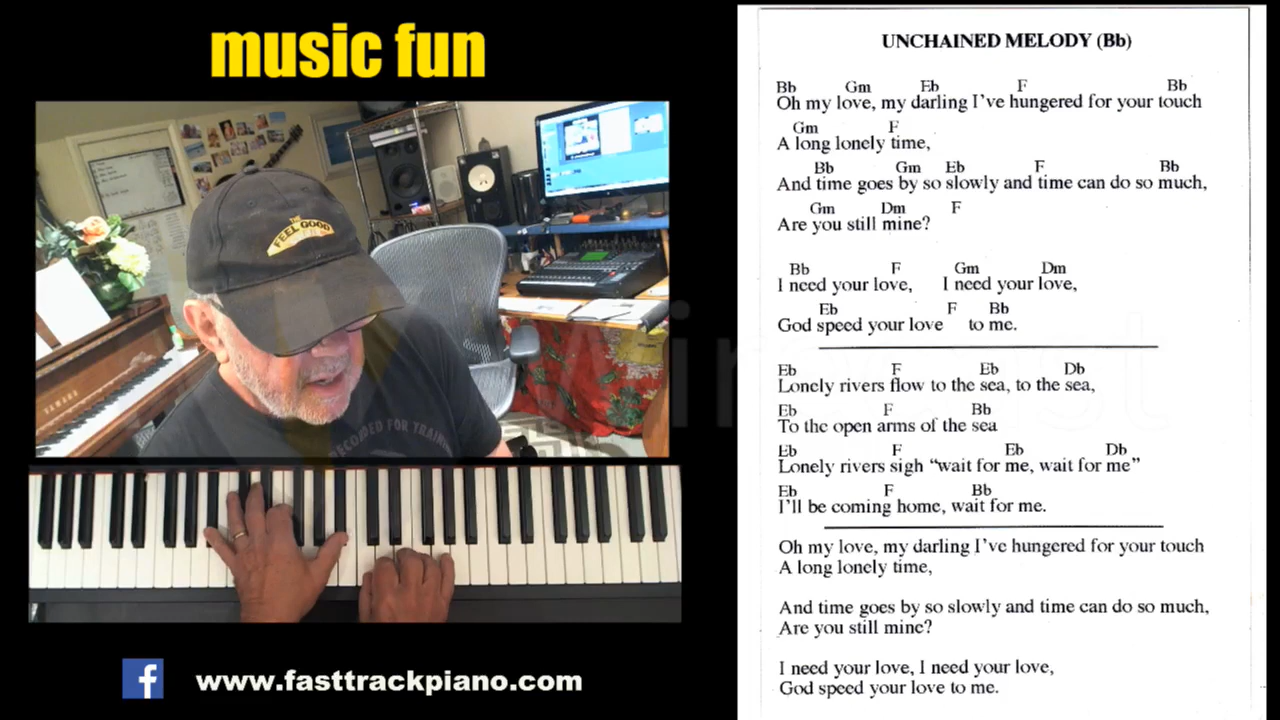 music fun
THE
FEEL GOOD
RECORDED FOR TRAIN
YAMAHA
www.fasttrackpiano.com
UNCHAINED MELODY (Bb)
Bb Gm Eb F Bb
Oh my love, my darling I've hungered for your touch
Gm F
A long lonely time,
Bb Gm Eb F Bb
And time goes by so slowly and time can do so much,
Gm Dm F
Are you still mine?
Bb F Gm Dm
I need your love, I need your love,
Eb F Bb
God speed your love to me.
Eb F Eb Db
Lonely rivers flow to the sea, to the sea,
Eb F Bb
To the open arms of the sea
Eb F Eb Db
Lonely rivers sigh “wait for me, wait for me”
Eb F Bb
I'll be coming home, wait for me.
Oh my love, my darling I've hungered for your touch
A long lonely time,
And time goes by so slowly and time can do so much,
Are you still mine?
I need your love, I need your love,
God speed your love to me.